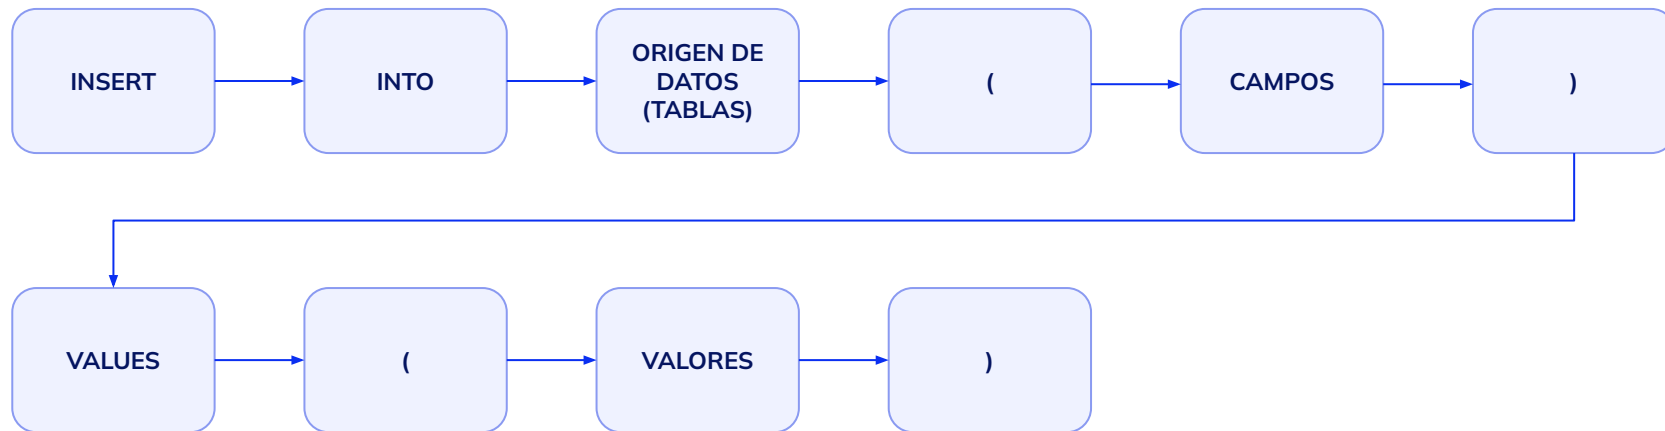 INSERT
INTO
ORIGEN DE
DATOS
(TABLAS)
(
CAMPOS
)
VALUES
(
VALORES
)